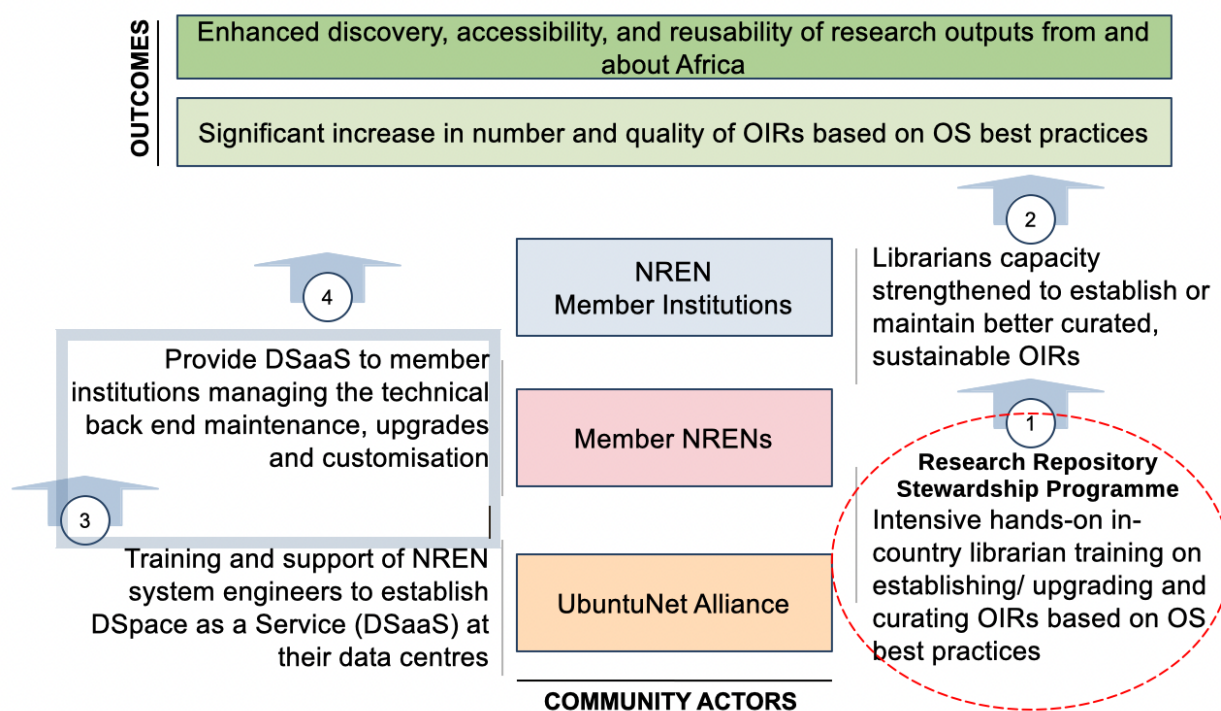 OUTCOMES
Enhanced discovery, accessibility, and reusability of research outputs from and
about Africa
Significant increase in number and quality of OIRs based on OS best practices
4
Provide DSaaS to member
institutions managing the technical
back end maintenance, upgrades
and customisation
3
Training and support of NREN
system engineers to establish
DSpace as a Service (DSaaS) at
their data centres
NREN
Member Institutions
Member NRENs
UbuntuNet Alliance
COMMUNITY ACTORS
2
Librarians capacity
strengthened to establish or
maintain better curated,
sustainable OIRs
1
Research Repository
Stewardship Programme
Intensive hands-on in-
country librarian training on
establishing/ upgrading and
curating OIRs based on OS
best practices